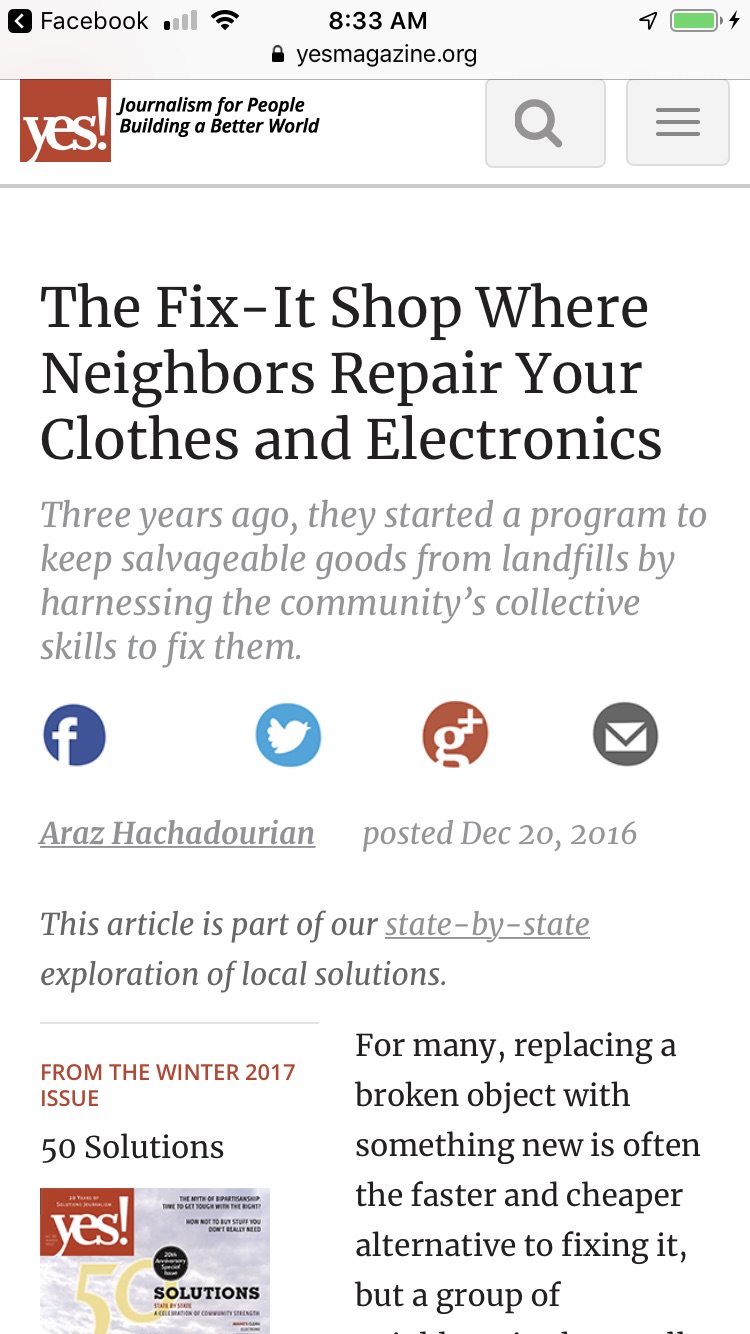 Facebook
8:33 AM
yesmagazine.org
yes!
Journalism for People
Building a Better World
The Fix-It Shop Where
Neighbors Repair Your
Clothes and Electronics
Three years ago, they started a program to
keep salvageable goods from landfills by
harnessing the community’s collective
skills to fix them.
f
g+
Araz Hachadourian posted Dec 20, 2016
This article is part of our state-by-state
exploration of local solutions.
FROM THE WINTER 2017
ISSUE
50 Solutions
yes!
THE MYTH OF BIPARTISANSHIP:
TIME TO GET TOUGH WITH THE RIGHT?
HOW NOT TO BUY STUFF YOU
DON'T REALLY NEED
20th
Anniversary
Special
Issue
50
SOLUTIONS
STATE BY STATE
A CELEBRATION OF COMMUNITY STRENGTH
For many, replacing a
broken object with
something new is often
the faster and cheaper
alternative to fixing it,
but a group of